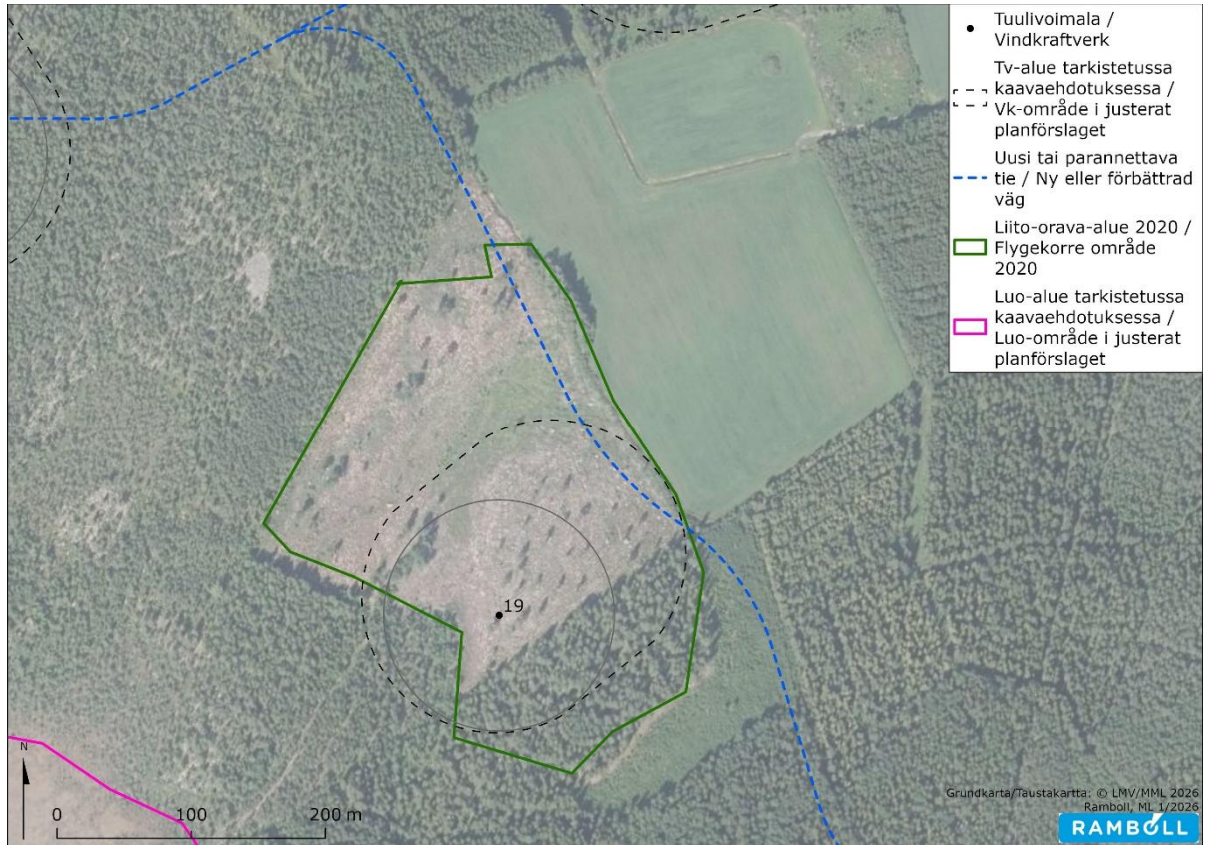 Tuulivoimala /
Vindkraftverk
Tv-alue tarkistetussa
kaavaehdotuksessa /
Vk-område i justerat
planförslaget
Uusi tai parannettava
tie / Ny eller förbättrad
väg
Liito-orava-alue 2020 /
Flygekorre område
2020
Luo-alue tarkistetussa
kaavaehdotuksessa /
Luo-område i justerat
planförslaget
19
N
0 100 200 m
Grundkarta/Taustakartta: © LMV/MML 2026
Ramboll, ML 1/2026
RAMBOLL